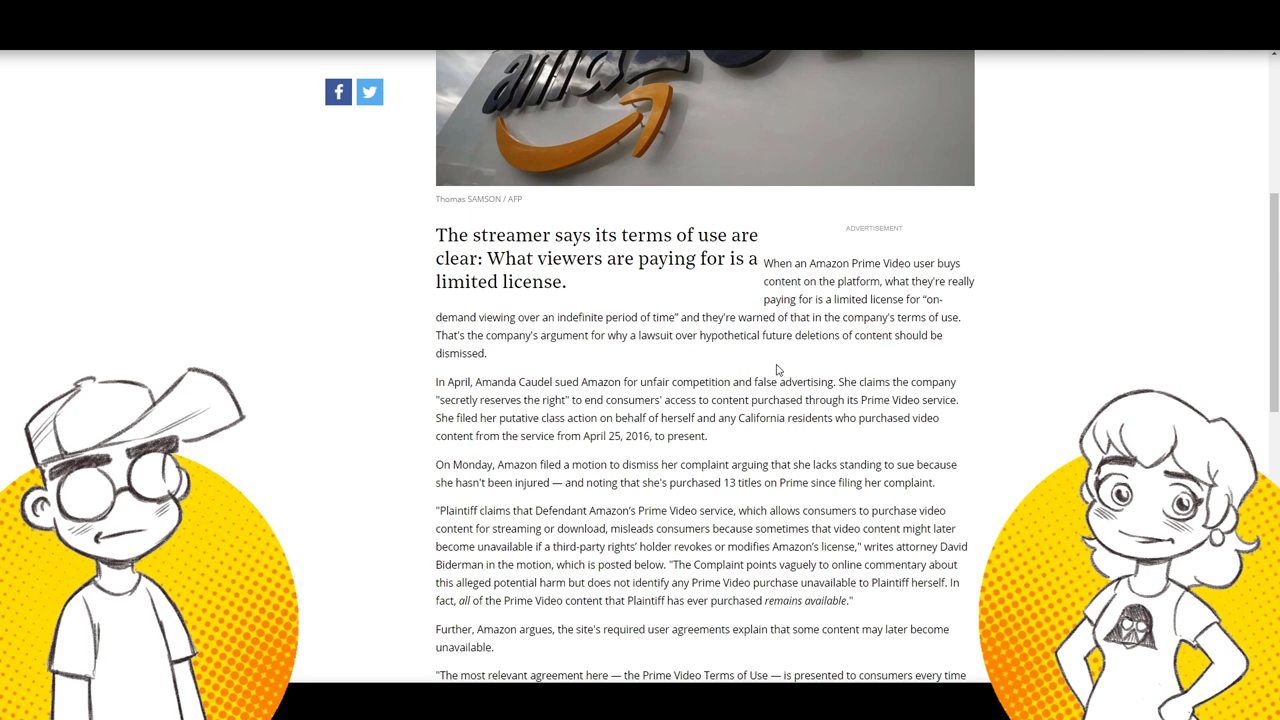 Thomas SAMSON / AFP
The streamer says its terms of use are
clear: What viewers are paying for is a
limited license.
ADVERTISEMENT
When an Amazon Prime Video user buys
content on the platform, what they're really
paying for is a limited license for “on-
demand viewing over an indefinite period of time” and they're warned of that in the company's terms of use.
That's the company's argument for why a lawsuit over hypothetical future deletions of content should be
dismissed.
In April, Amanda Caudel sued Amazon for unfair competition and false advertising. She claims the company
"secretly reserves the right" to end consumers' access to content purchased through its Prime Video service.
She filed her putative class action on behalf of herself and any California residents who purchased video
content from the service from April 25, 2016, to present.
On Monday, Amazon filed a motion to dismiss her complaint arguing that she lacks standing to sue because
she hasn't been injured — and noting that she's purchased 13 titles on Prime since filing her complaint.
"Plaintiff claims that Defendant Amazon’s Prime Video service, which allows consumers to purchase video
content for streaming or download, misleads consumers because sometimes that video content might later
become unavailable if a third-party rights’ holder revokes or modifies Amazon’s license," writes attorney David
Biderman in the motion, which is posted below. "The Complaint points vaguely to online commentary about
this alleged potential harm but does not identify any Prime Video purchase unavailable to Plaintiff herself. In
fact, all of the Prime Video content that Plaintiff has ever purchased remains available."
Further, Amazon argues, the site's required user agreements explain that some content may later become
unavailable.
"The most relevant agreement here — the Prime Video Terms of Use — is presented to consumers every time